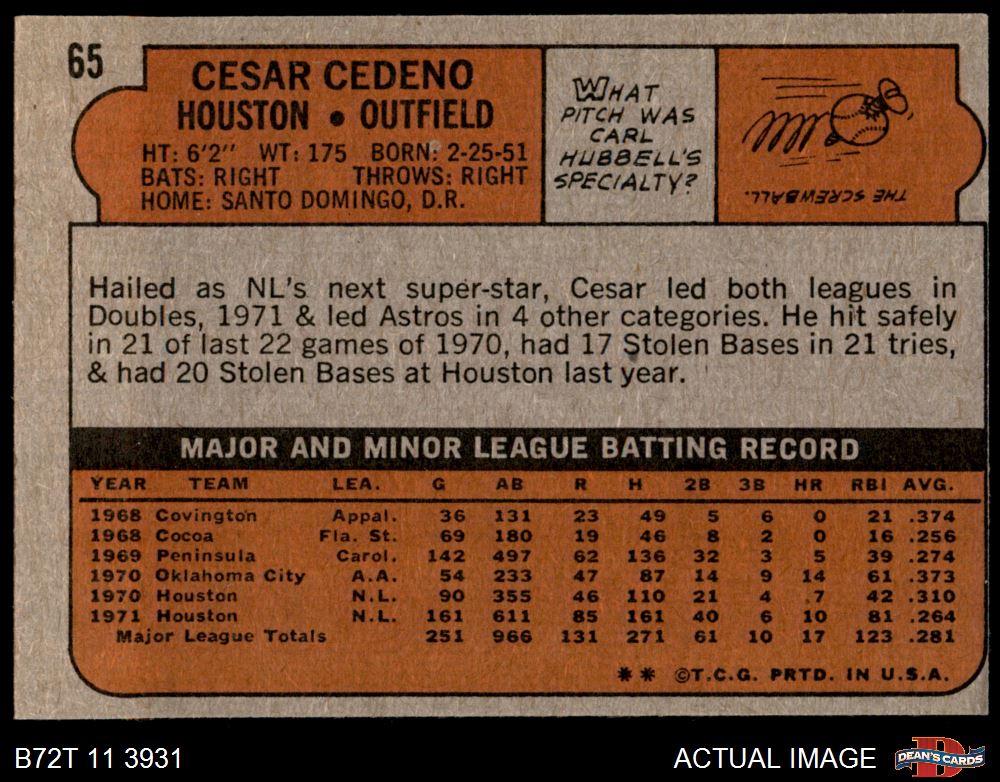 65
CESAR CEDENO
HOUSTON • OUTFIELD
HT: 6'2" WT: 175 BORN: 2-25-51
BATS: RIGHT THROWS: RIGHT
HOME: SANTO DOMINGO, D.R.
WHAT
PITCH WAS
CARL
HUBBELL'S
SPECIALTY?
THE SCREWBALL.
Hailed as NL's next super-star, Cesar led both leagues in
Doubles, 1971 & led Astros in 4 other categories. He hit safely
in 21 of last 22 games of 1970, had 17 Stolen Bases in 21 tries,
& had 20 Stolen Bases at Houston last year.
MAJOR AND MINOR LEAGUE BATTING RECORD
YEAR TEAM LEA. G AB R H 2B 3B HR RBI AVG.
1968 Covington Appal. 36 131 23 49 5 6 0 21 .374
1968 Cocoa Fla. St. 69 180 19 46 8 2 0 16 .256
1969 Peninsula Carol. 142 497 62 136 32 3 5 39 .274
1970 Oklahoma City A.A. 54 233 47 87 14 9 14 61 .373
1970 Houston N.L. 90 355 46 110 21 4 7 42 .310
1971 Houston N.L. 161 611 85 161 40 6 10 81 .264
Major League Totals 251 966 131 271 61 10 17 123 .281
** ©T.C.G. PRTD. IN U.S.A.
B72T 11 3931
ACTUAL IMAGE
D
DEAN'S CARDS